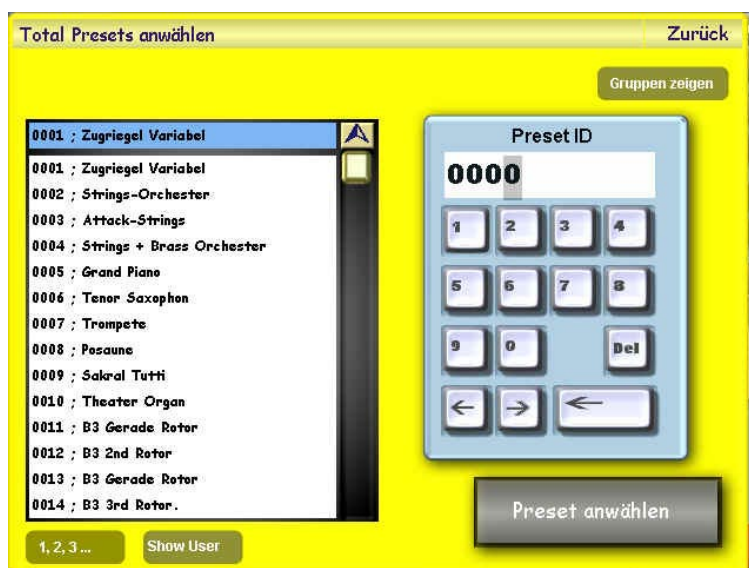 Total Presets anwählen
Zurück
Gruppen zeigen
0001 ; Zugriegel Variabel
0001 ; Zugriegel Variabel
0002 ; Strings-Orchester
0003 ; Attack-Strings
0004 ; Strings + Brass Orchester
0005 ; Grand Piano
0006 ; Tenor Saxophon
0007 ; Trompete
0008 ; Posaune
0009 ; Sakral Tutti
0010 ; Theater Organ
0011 ; B3 Gerade Rotor
0012 ; B3 2nd Rotor
0013 ; B3 Gerade Rotor
0014 ; B3 3rd Rotor.
1, 2, 3 ...
Show User
Preset ID
0000
1 2 3 4
5 6 7 8
9 0 Del
Preset anwählen